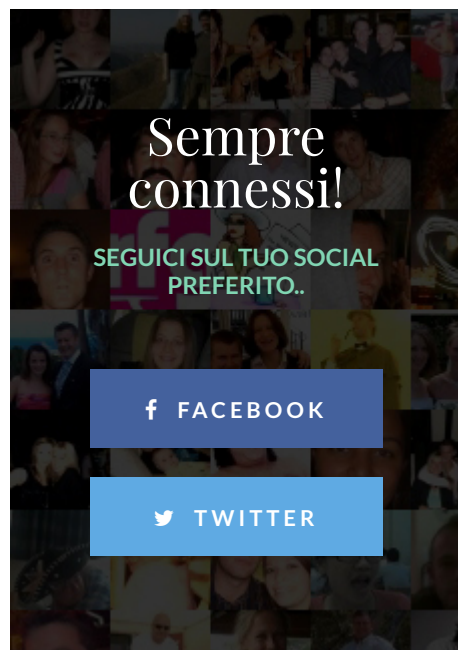 Sempre
connessi!
SEGUICI SUL TUO SOCIAL
PREFERITO..
FACEBOOK
TWITTER